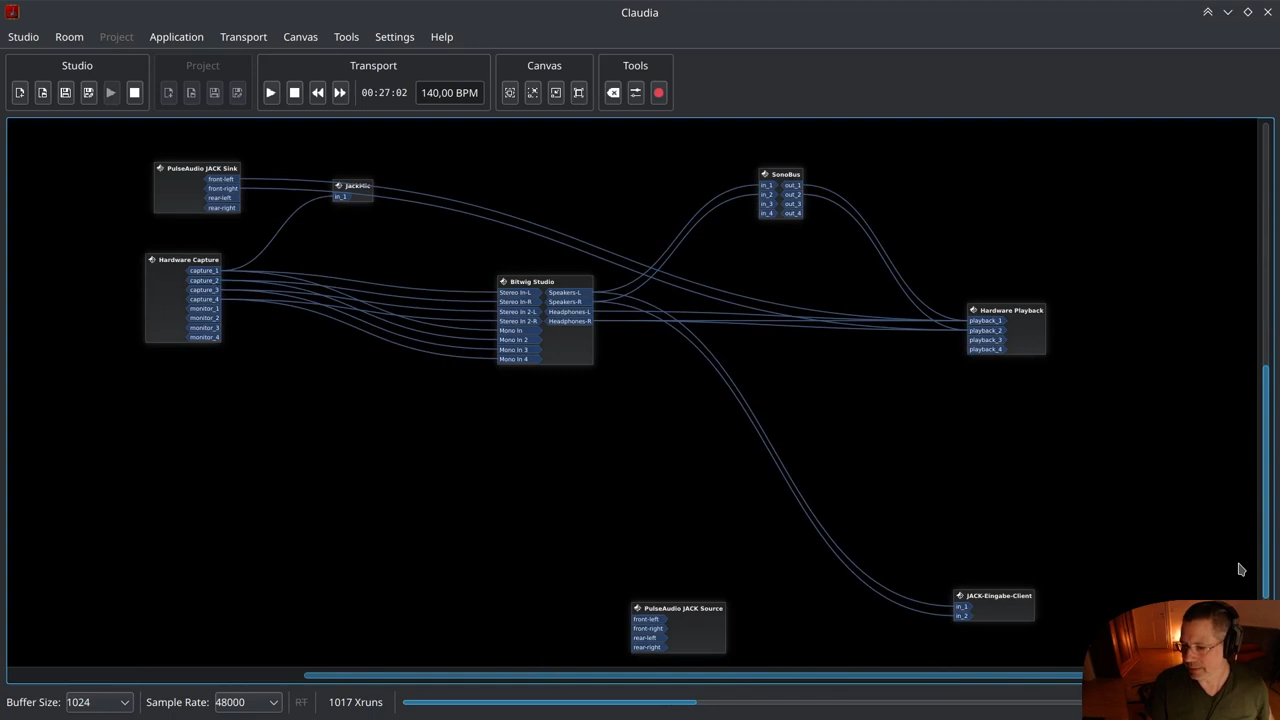 Claudia
Studio Room Project Application Transport Canvas Tools Settings Help
Studio Project Transport Canvas Tools
00:27:02 140,00 BPM
PulseAudio JACK Sink
front-left
front-right
rear-left
rear-right
JackMic
in_1
SonoBus
in_1 out_1
in_2 out_2
in_3 out_3
in_4 out_4
Hardware Capture
capture_1
capture_2
capture_3
capture_4
monitor_1
monitor_2
monitor_3
monitor_4
Bitwig Studio
Stereo In-L Speakers-L
Stereo In-R Speakers-R
Stereo In 2-L Headphones-L
Stereo In 2-R Headphones-R
Mono In
Mono In 2
Mono In 3
Mono In 4
Hardware Playback
playback_1
playback_2
playback_3
playback_4
PulseAudio JACK Source
front-left
front-right
rear-left
rear-right
JACK-Eingabe-Client
in_1
in_2
Buffer Size: 1024 Sample Rate: 48000 RT 1017 Xruns